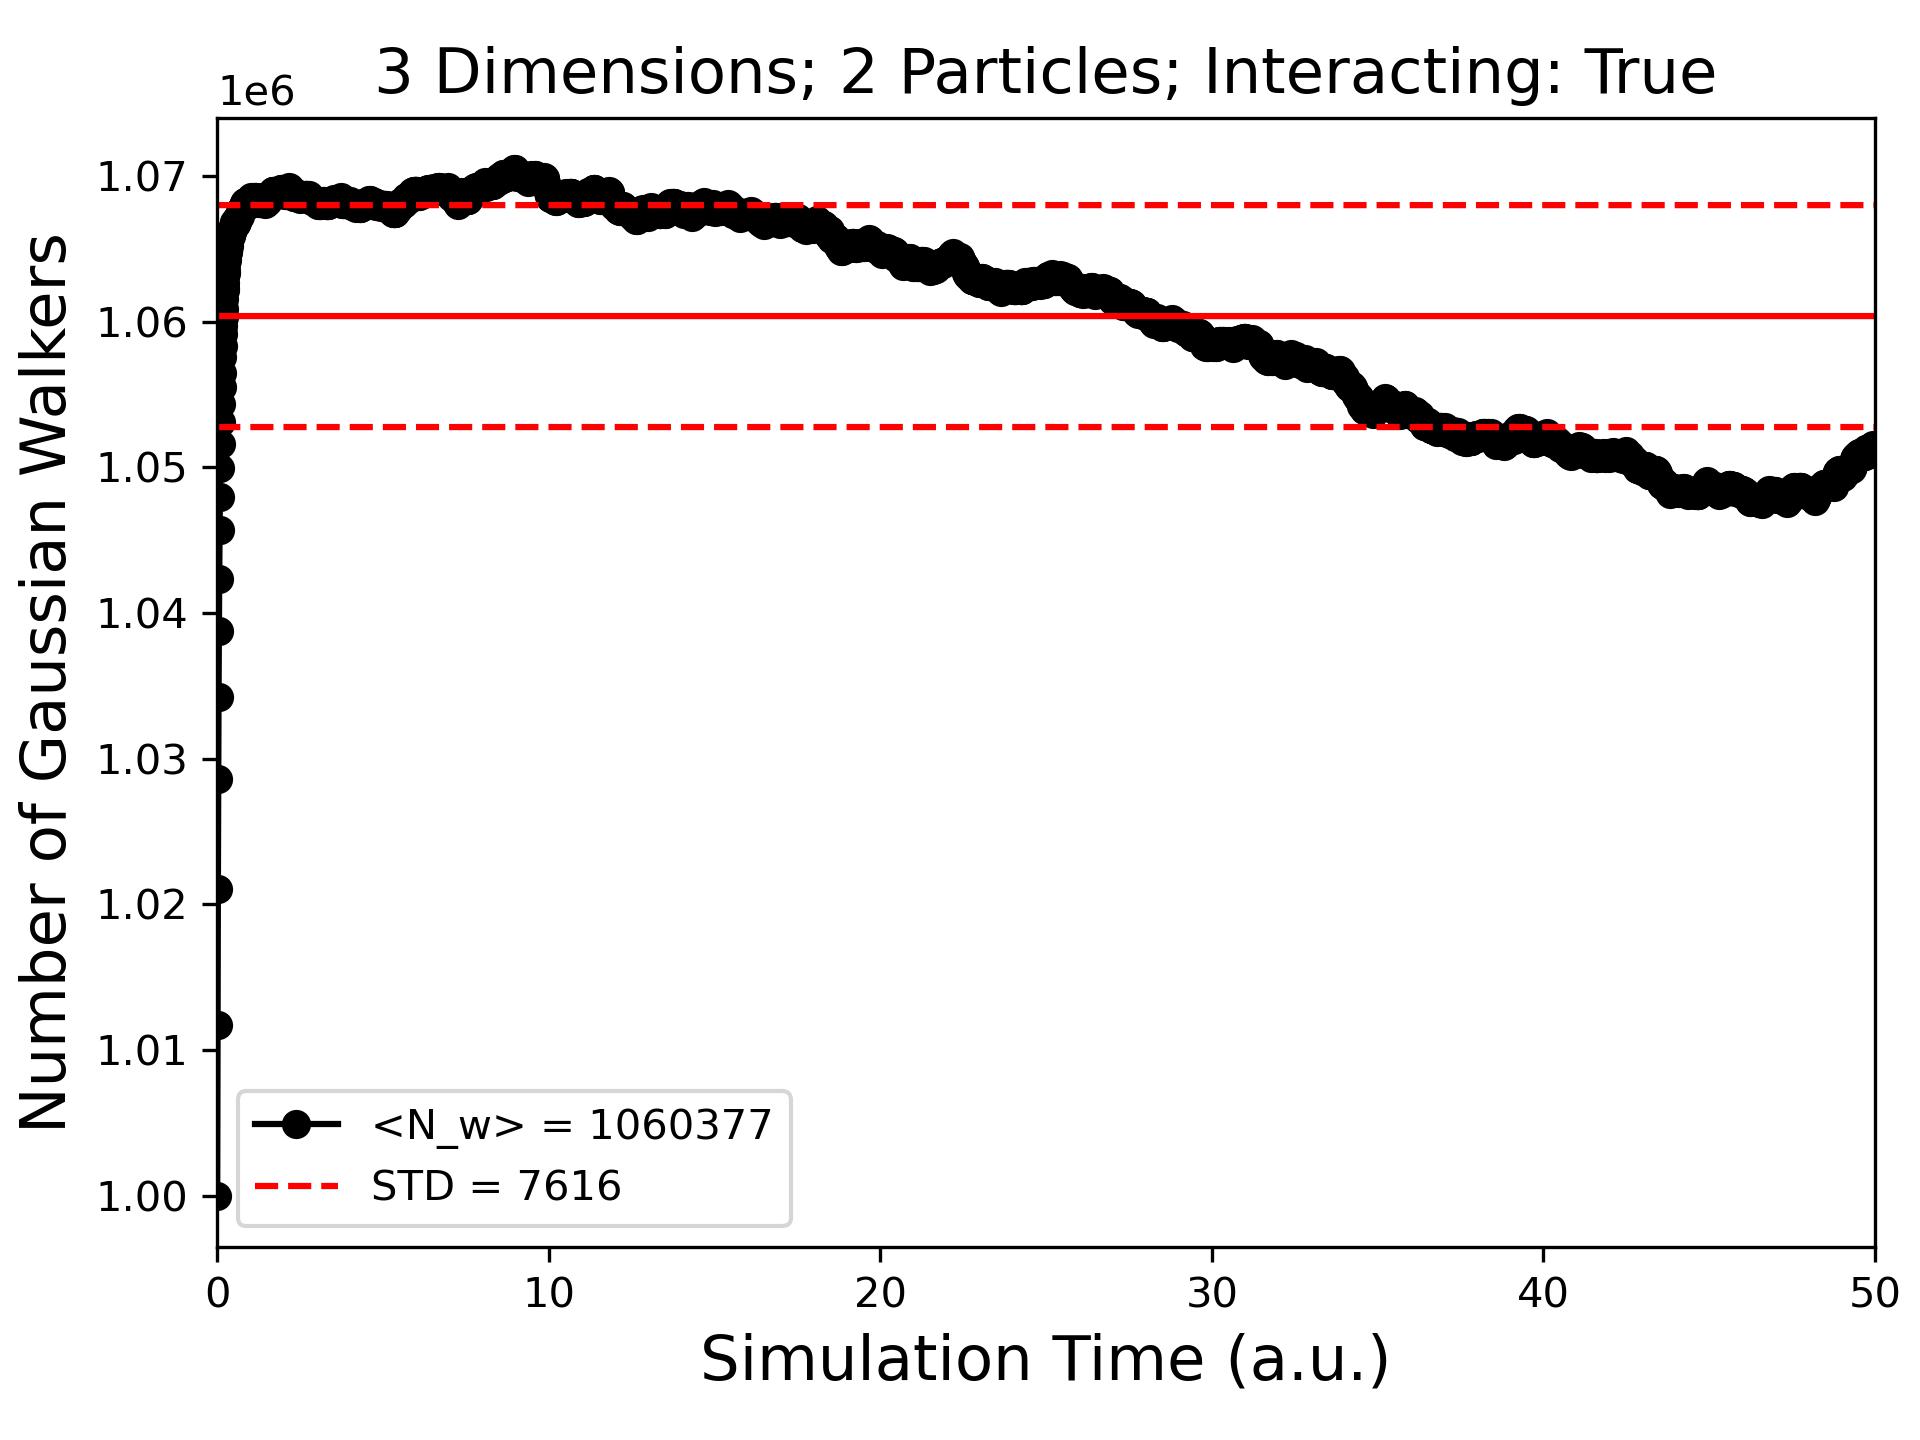 3 Dimensions; 2 Particles; Interacting: True
1e6
1.07
1.06
1.05
1.04
1.03
1.02
1.01
1.00
Number of Gaussian Walkers
<N_w> = 1060377
STD = 7616
0 10 20 30 40 50
Simulation Time (a.u.)